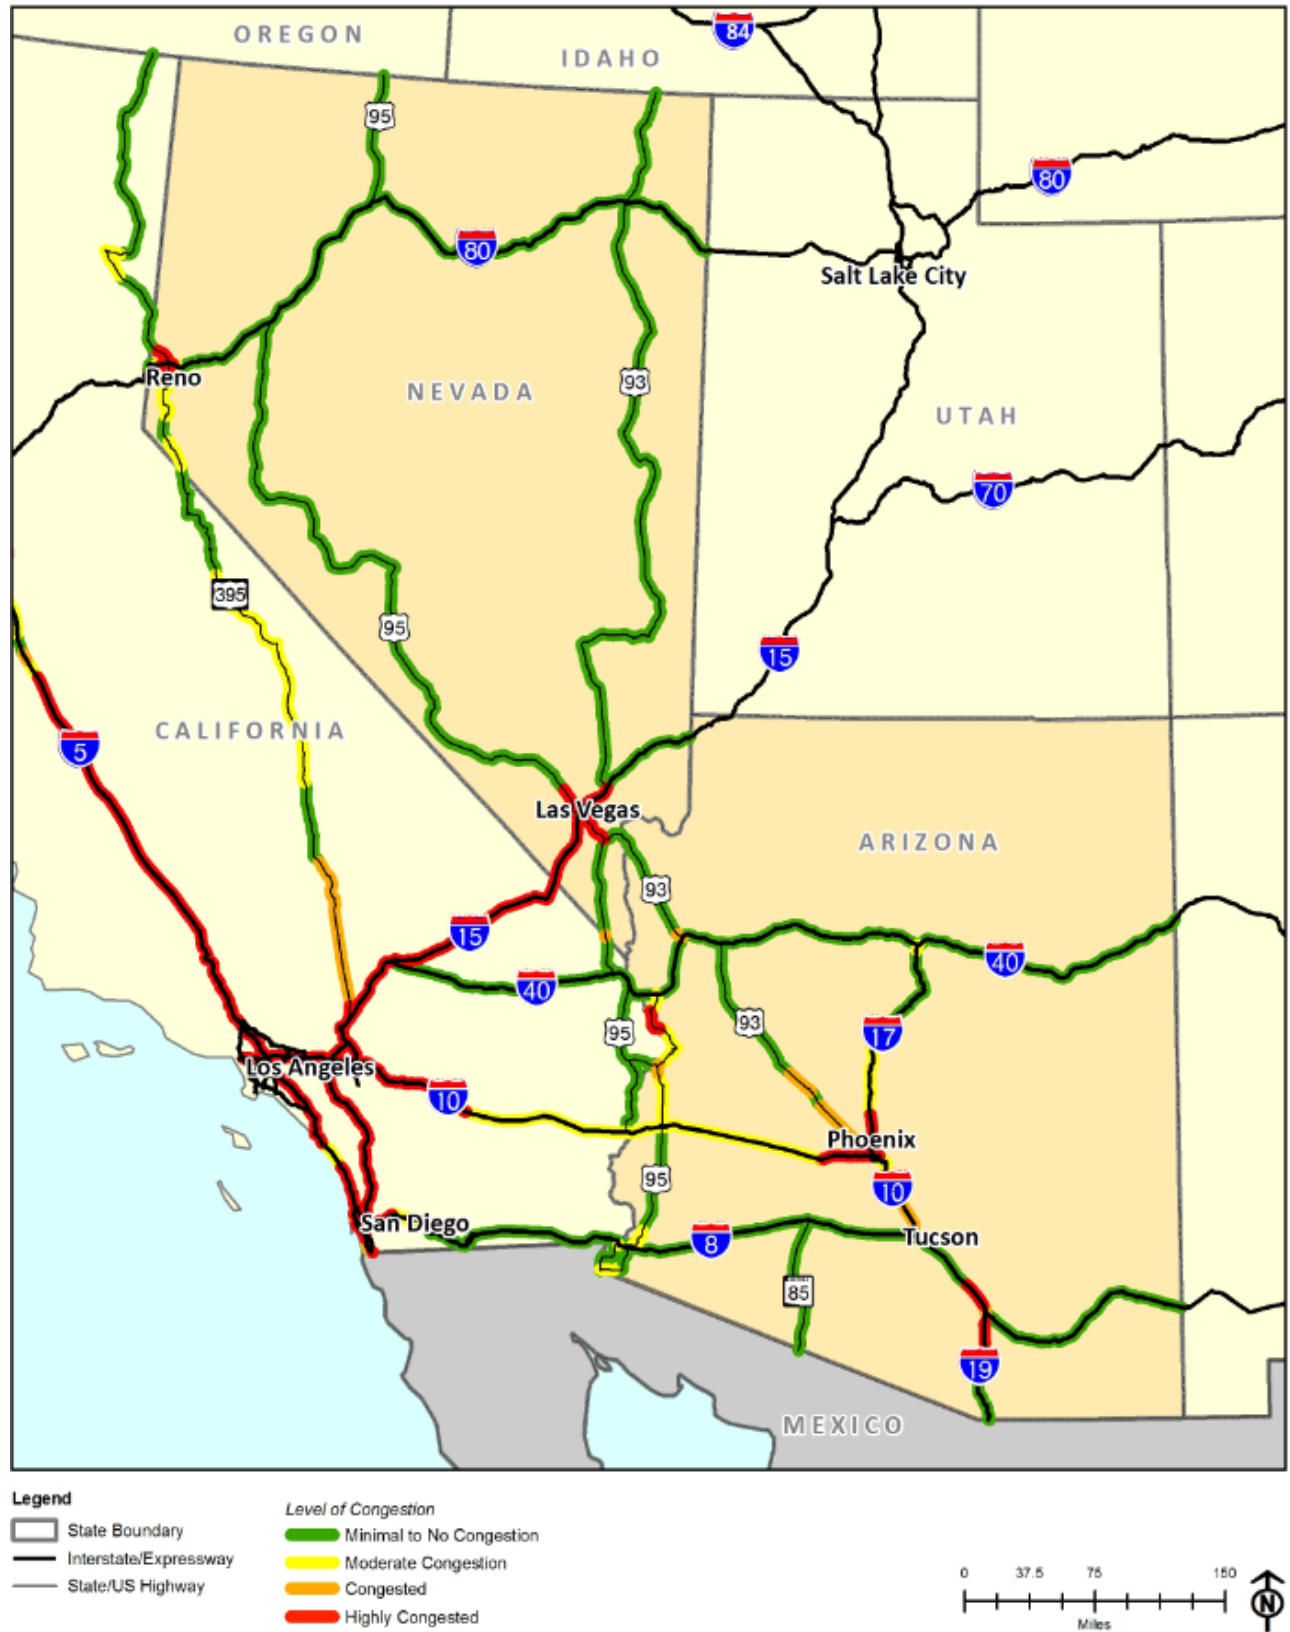 OREGON
IDAHO
84
95
80
80
Salt Lake City
Reno
NEVADA
93
UTAH
70
395
95
15
5
CALIFORNIA
Las Vegas
ARIZONA
93
15
40
40
95
93
17
Los Angeles
10
Phoenix
95
10
San Diego
8
Tucson
85
19
MEXICO
Legend
State Boundary
Interstate/Expressway
State/US Highway
Level of Congestion
Minimal to No Congestion
Moderate Congestion
Congested
Highly Congested
0 37.5 75 150
Miles
N